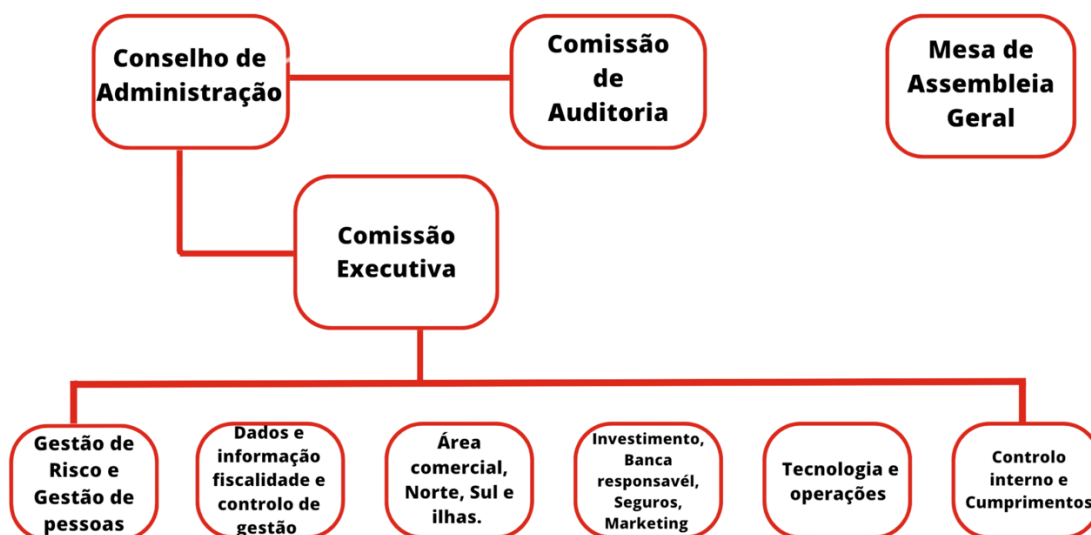 Conselho de
Administração
Comissão
de
Auditoria
Mesa de
Assembleia
Geral
Comissão
Executiva
Gestão de
Risco e
Gestão de
pessoas
Dados e
informação
fiscalidade e
controlo de
gestão
Área
comercial,
Norte, Sul e
ilhas.
Investimento,
Banca
responsavél,
Seguros,
Marketing
Tecnologia e
operações
Controlo
interno e
Cumprimentos